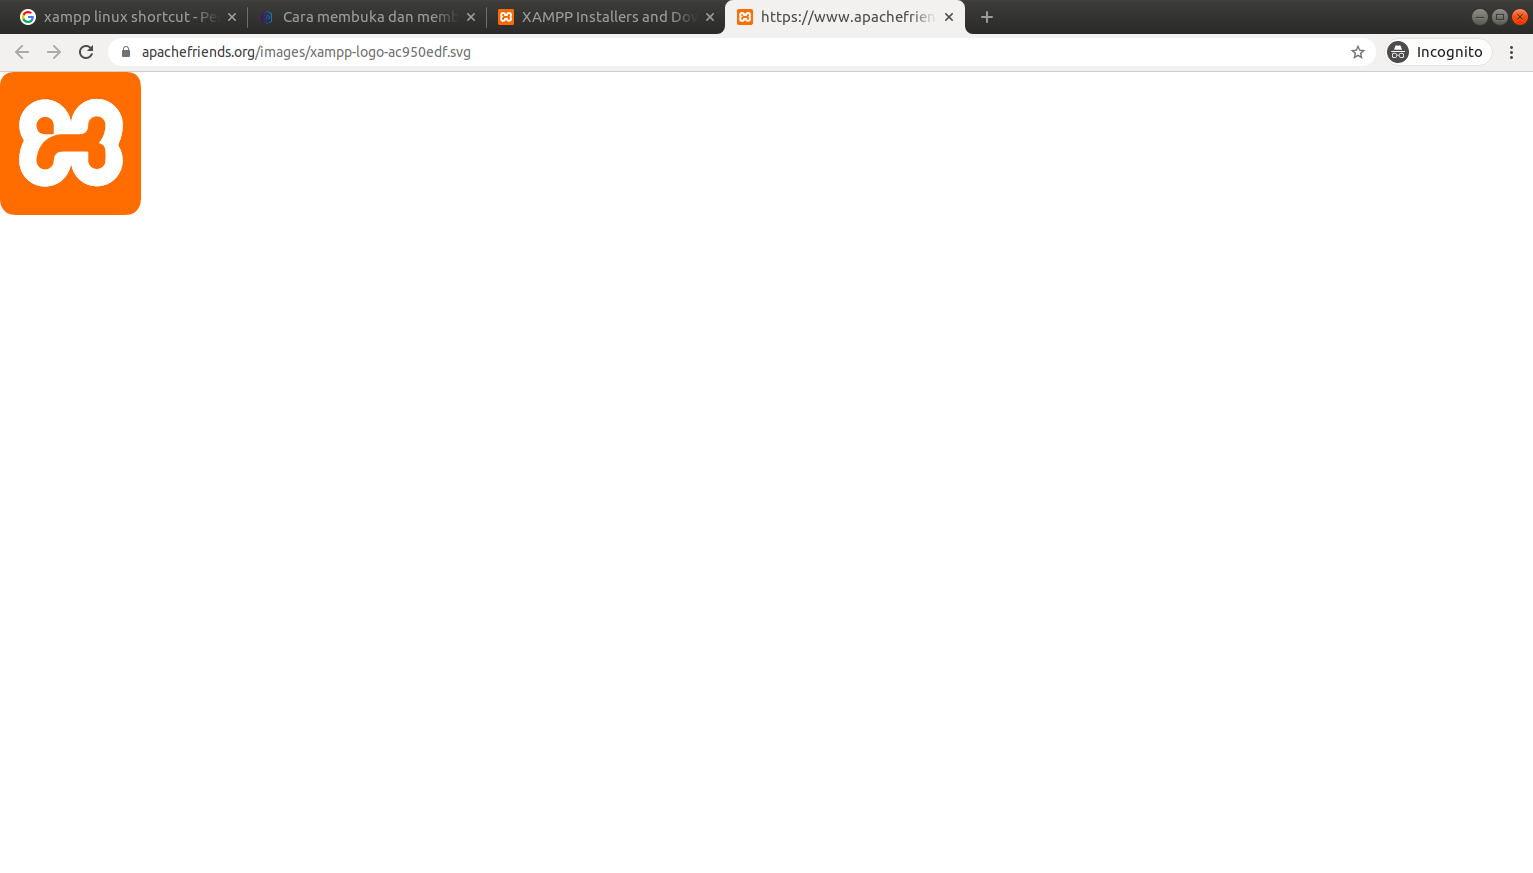 xampp linux shortcut - Pe
Cara membuka dan memb
XAMPP Installers and Dov
https://www.apachefrien
apachefriends.org/images/xampp-logo-ac950edf.svg
Incognito